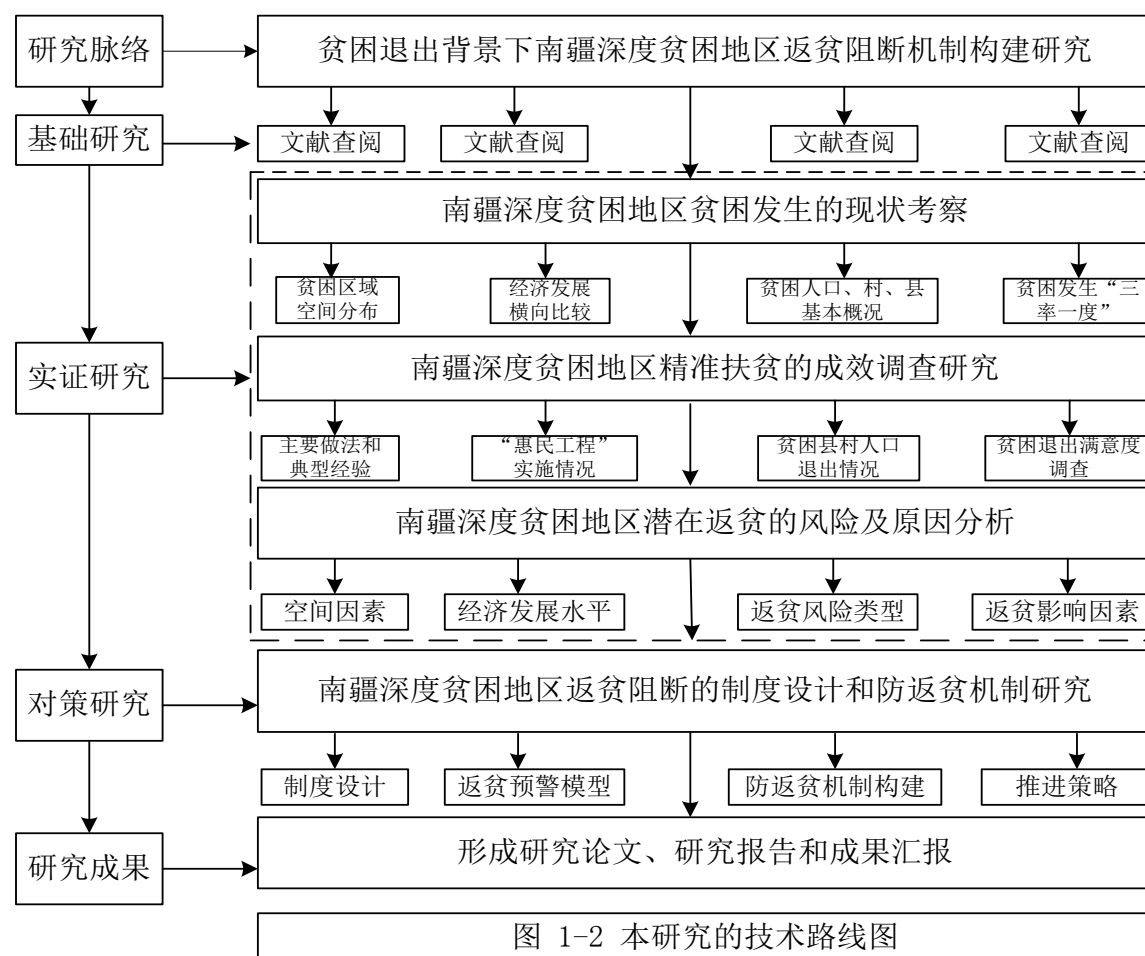 研究脉络
贫困退出背景下南疆深度贫困地区返贫阻断机制构建研究
基础研究
文献查阅
文献查阅
文献查阅
文献查阅
南疆深度贫困地区贫困发生的现状考察
贫困区域
空间分布
经济发展
横向比较
贫困人口、村、县
基本概况
贫困发生“三
率一度”
实证研究
南疆深度贫困地区精准扶贫的成效调查研究
主要做法和
典型经验
“惠民工程”
实施情况
贫困县村人口
退出情况
贫困退出满意度
调查
南疆深度贫困地区潜在返贫的风险及原因分析
空间因素
经济发展水平
返贫风险类型
返贫影响因素
对策研究
南疆深度贫困地区返贫阻断的制度设计和防返贫机制研究
制度设计
返贫预警模型
防返贫机制构建
推进策略
研究成果
形成研究论文、研究报告和成果汇报
图 1-2 本研究的技术路线图